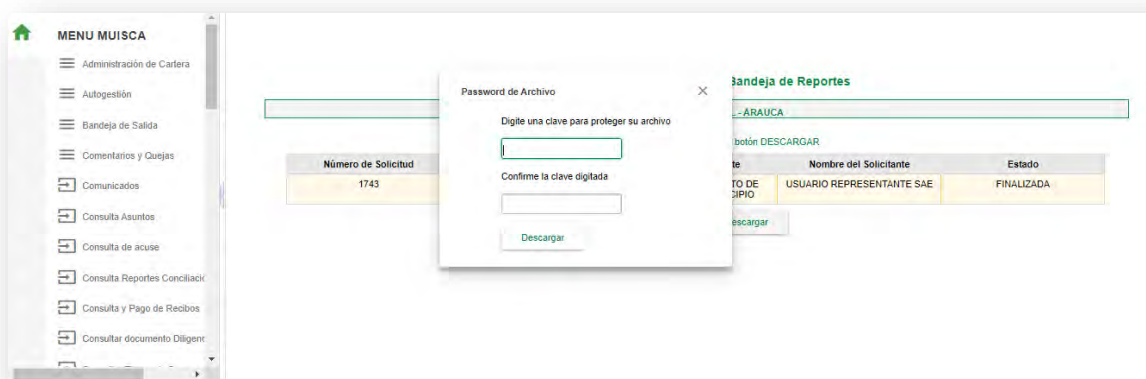 MENU MUISCA
Administración de Cartera
Autogestión
Bandeja de Salida
Comentarios y Quejas
Comunicados
Consulta Asuntos
Consulta de acuse
Consulta Reportes Conciliació
Consulta y Pago de Recibos
Consultar documento Diligenc
Bandeja de Reportes
- ARAUCA
botón DESCARGAR
Número de Solicitud te Nombre del Solicitante Estado
1743 TO DE USUARIO REPRESENTANTE SAE FINALIZADA
CIPIO
escargar
Password de Archivo
Digite una clave para proteger su archivo
Confirme la clave digitada
Descargar